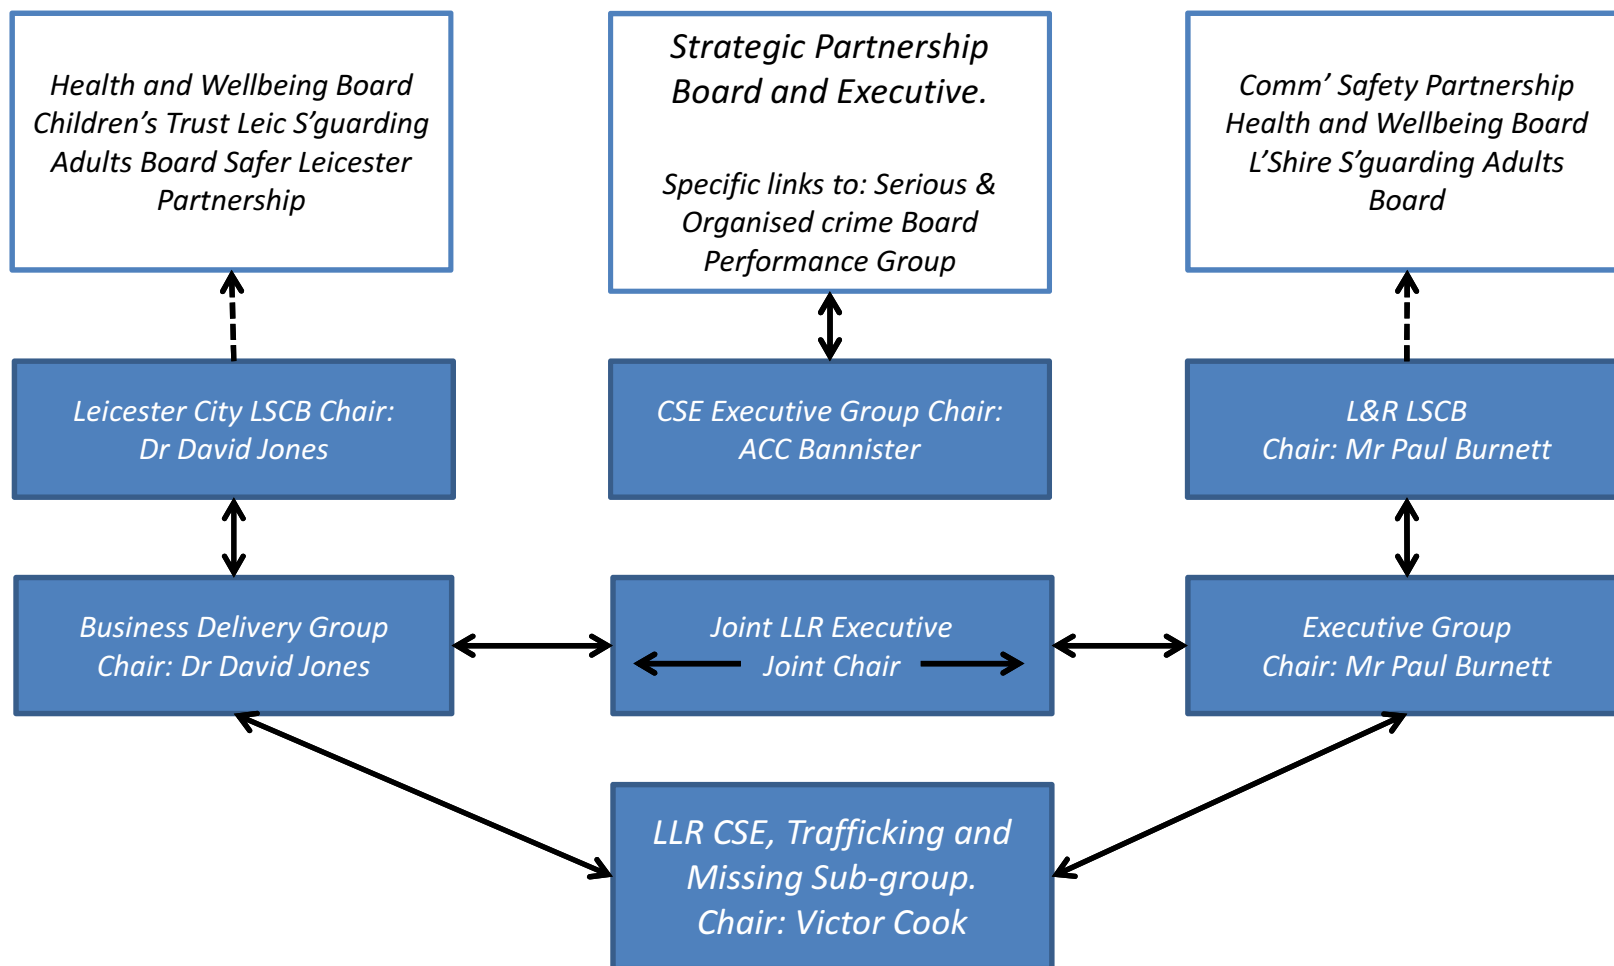 Health and Wellbeing Board
Children’s Trust Leic S’guarding
Adults Board Safer Leicester
Partnership
Strategic Partnership
Board and Executive.
Specific links to: Serious &
Organised crime Board
Performance Group
Comm’ Safety Partnership
Health and Wellbeing Board
L’Shire S’guarding Adults
Board
Leicester City LSCB Chair:
Dr David Jones
CSE Executive Group Chair:
ACC Bannister
L&R LSCB
Chair: Mr Paul Burnett
Business Delivery Group
Chair: Dr David Jones
Joint LLR Executive
Joint Chair
Executive Group
Chair: Mr Paul Burnett
LLR CSE, Trafficking and
Missing Sub-group.
Chair: Victor Cook